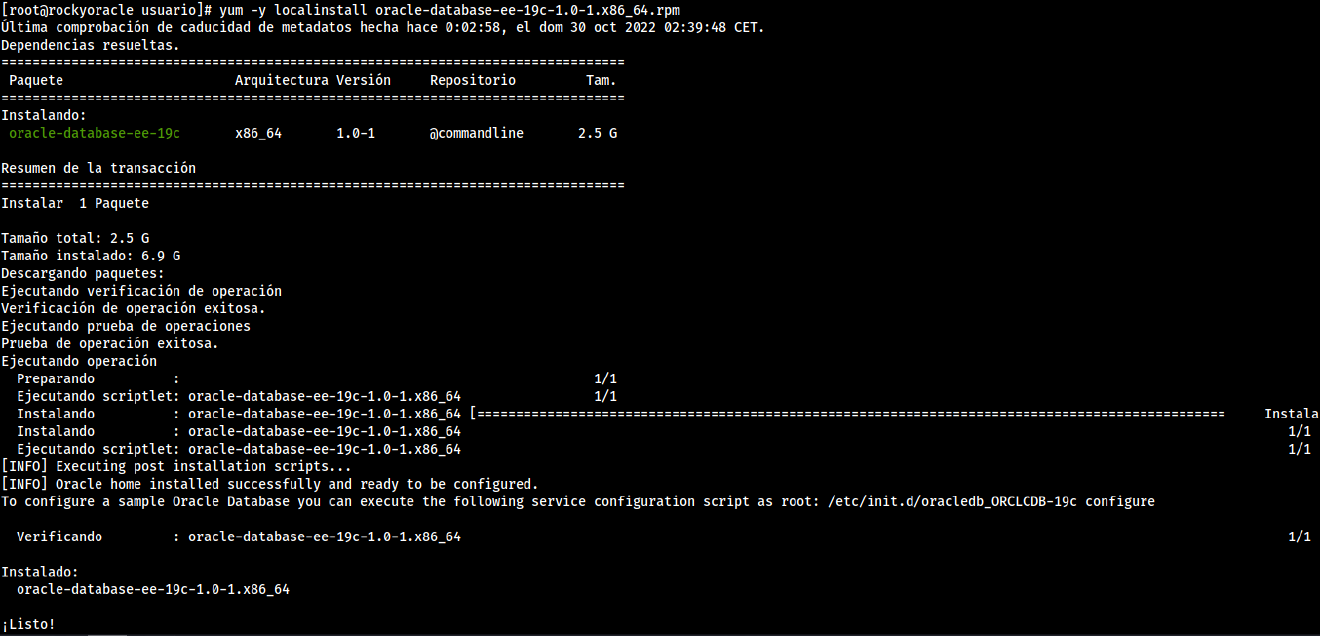 [root@rockyoracle usuario]# yum -y localinstall oracle-database-ee-19c-1.0-1.x86_64.rpm
Última comprobación de caducidad de metadatos hecha hace 0:02:58, el dom 30 oct 2022 02:39:48 CET.
Dependencias resueltas.
================================================================================
Paquete Arquitectura Versión Repositorio Tam.
================================================================================
Instalando:
oracle-database-ee-19c x86_64 1.0-1 @commandline 2.5 G
Resumen de la transacción
================================================================================
Instalar 1 Paquete
Tamaño total: 2.5 G
Tamaño instalado: 6.9 G
Descargando paquetes:
Ejecutando verificación de operación
Verificación de operación exitosa.
Ejecutando prueba de operaciones
Prueba de operación exitosa.
Ejecutando operación
Preparando : 1/1
Ejecutando scriptlet: oracle-database-ee-19c-1.0-1.x86_64 1/1
Instalando : oracle-database-ee-19c-1.0-1.x86_64 [================================================================================================ Instala
Instalando : oracle-database-ee-19c-1.0-1.x86_64 1/1
Ejecutando scriptlet: oracle-database-ee-19c-1.0-1.x86_64 1/1
[INFO] Executing post installation scripts...
[INFO] Oracle home installed successfully and ready to be configured.
To configure a sample Oracle Database you can execute the following service configuration script as root: /etc/init.d/oracledb_ORCLCDB-19c configure
Verificando : oracle-database-ee-19c-1.0-1.x86_64 1/1
Instalado:
oracle-database-ee-19c-1.0-1.x86_64
¡Listo!